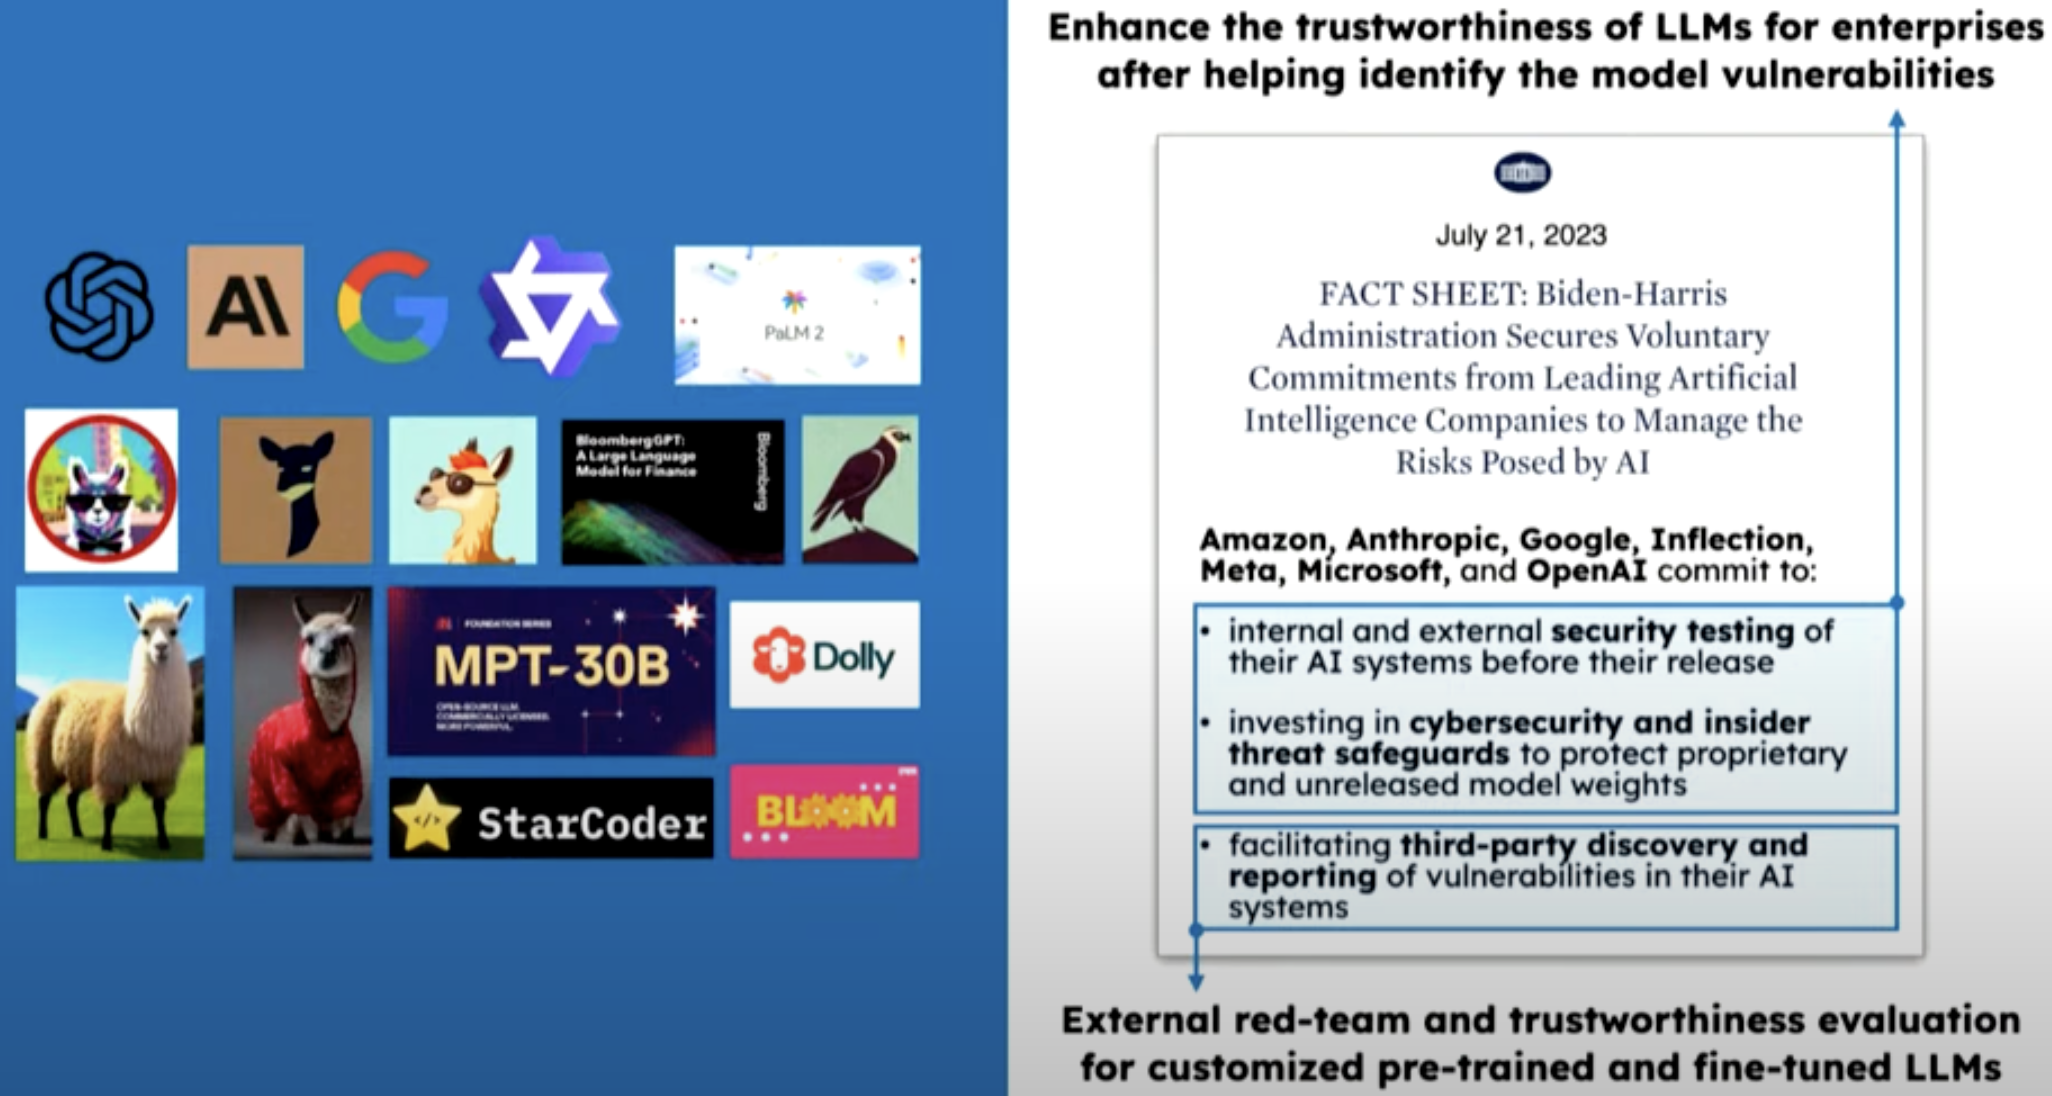 Enhance the trustworthiness of LLMs for enterprises
after helping identify the model vulnerabilities
July 21, 2023
FACT SHEET: Biden-Harris
Administration Secures Voluntary
Commitments from Leading Artificial
Intelligence Companies to Manage the
Risks Posed by AI
Amazon, Anthropic, Google, Inflection,
Meta, Microsoft, and OpenAI commit to:
• internal and external security testing of
their AI systems before their release
• investing in cybersecurity and insider
threat safeguards to protect proprietary
and unreleased model weights
• facilitating third-party discovery and
reporting of vulnerabilities in their AI
systems
External red-team and trustworthiness evaluation
for customized pre-trained and fine-tuned LLMs
AI
G
PaLM 2
BloombergGPT:
A Large Language
Model for Finance
Bloomberg
FOUNDATION SERIES
MPT-30B
OPEN-SOURCE LLM.
COMMERCIALLY LICENSED.
MORE POWERFUL.
Dolly
</> StarCoder
BLOOM